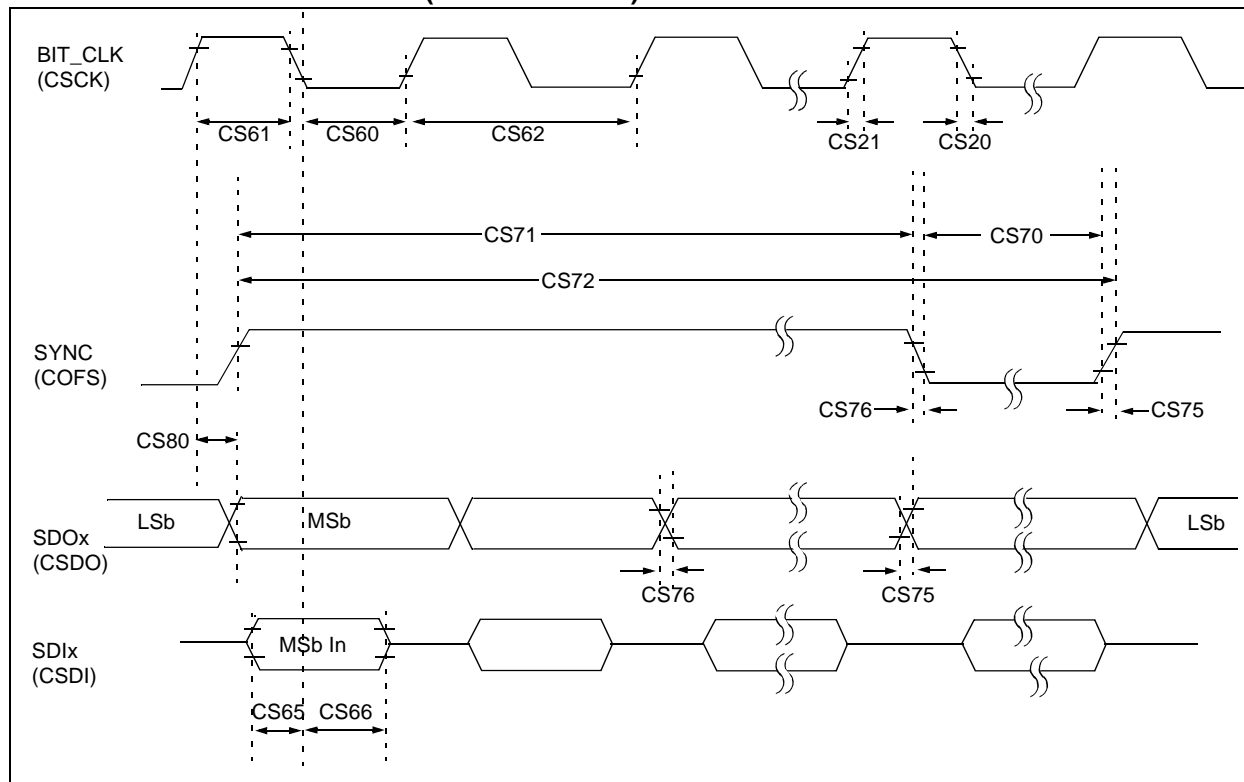 BIT_CLK
(CSCK)
CS61
CS60
CS62
CS21
CS20
CS71
CS70
CS72
SYNC
(COFS)
CS76
CS75
CS80
LSb
MSb
LSb
SDOx
(CSDO)
CS76
CS75
SDIx
(CSDI)
MSb In
CS65
CS66